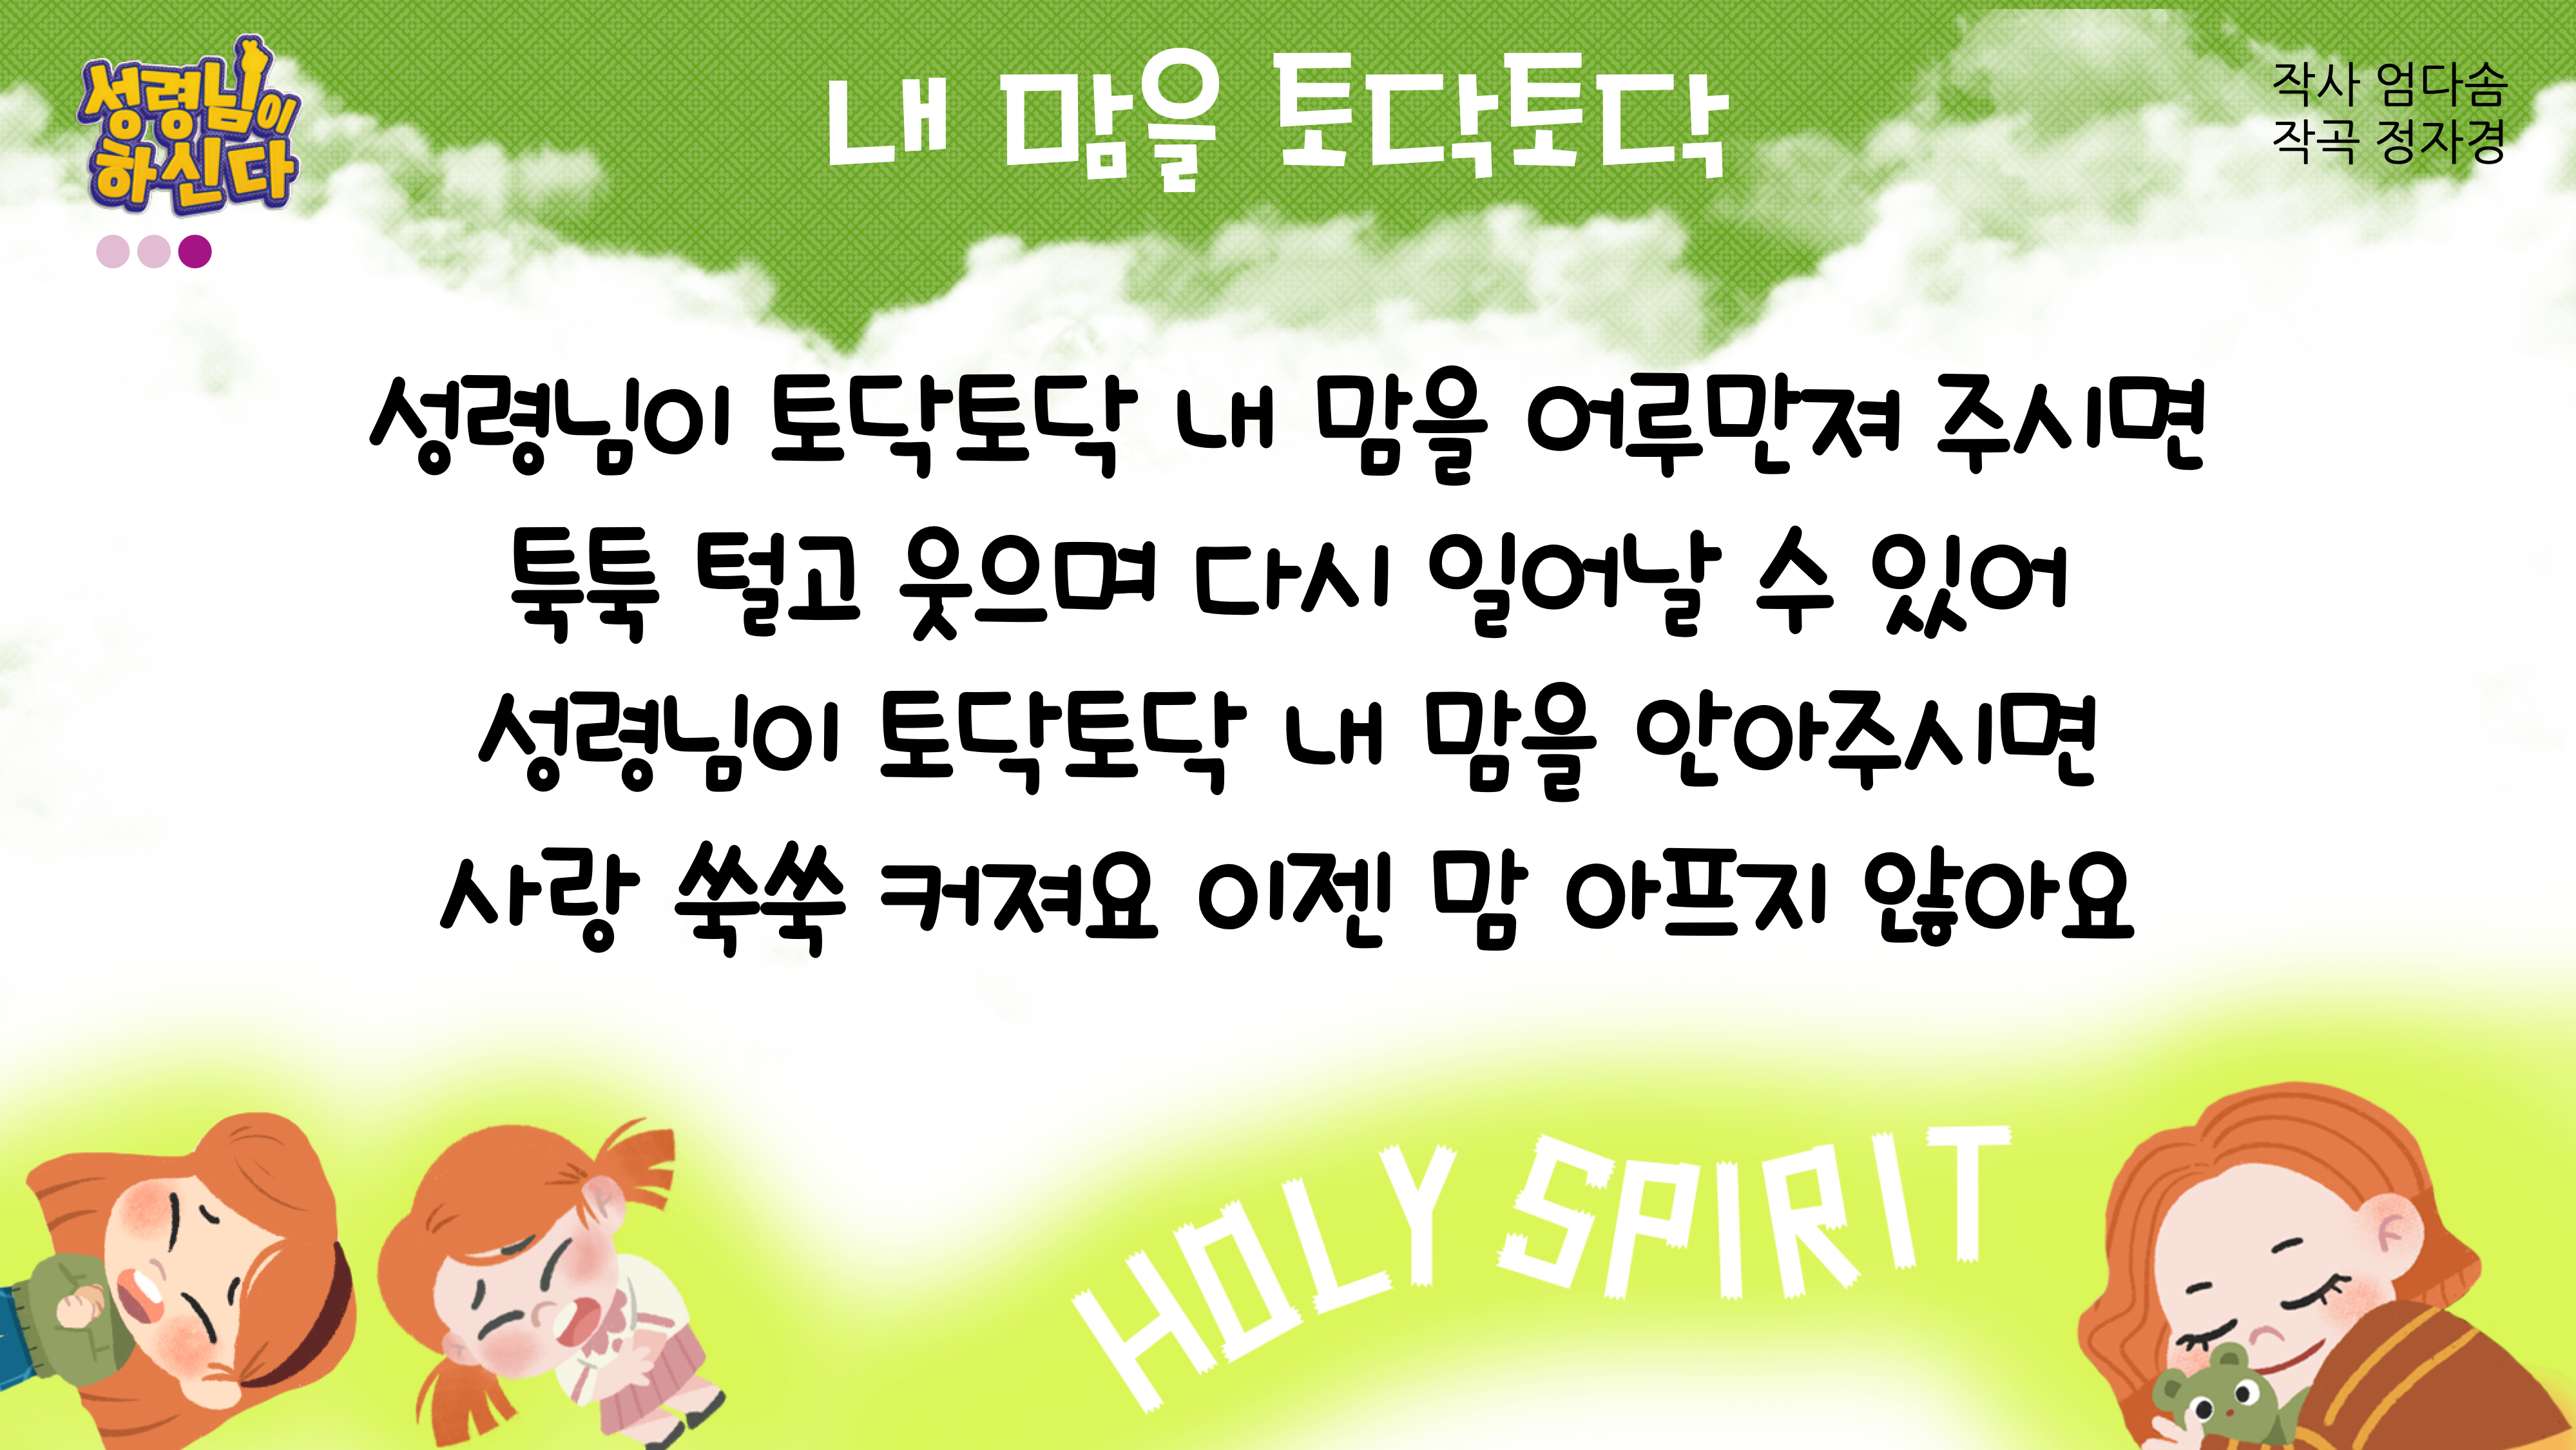 성령님이
하신다
내 맘을 토닥토닥
작사 엄다솜
작곡 정자경
성령님이 토닥토닥 내 맘을 어루만져 주시면
툭툭 털고 웃으며 다시 일어날 수 있어
성령님이 토닥토닥 내 맘을 안아주시면
사랑 쑥쑥 커져요 이젠 맘 아프지 않아요
HOLY SPIRIT